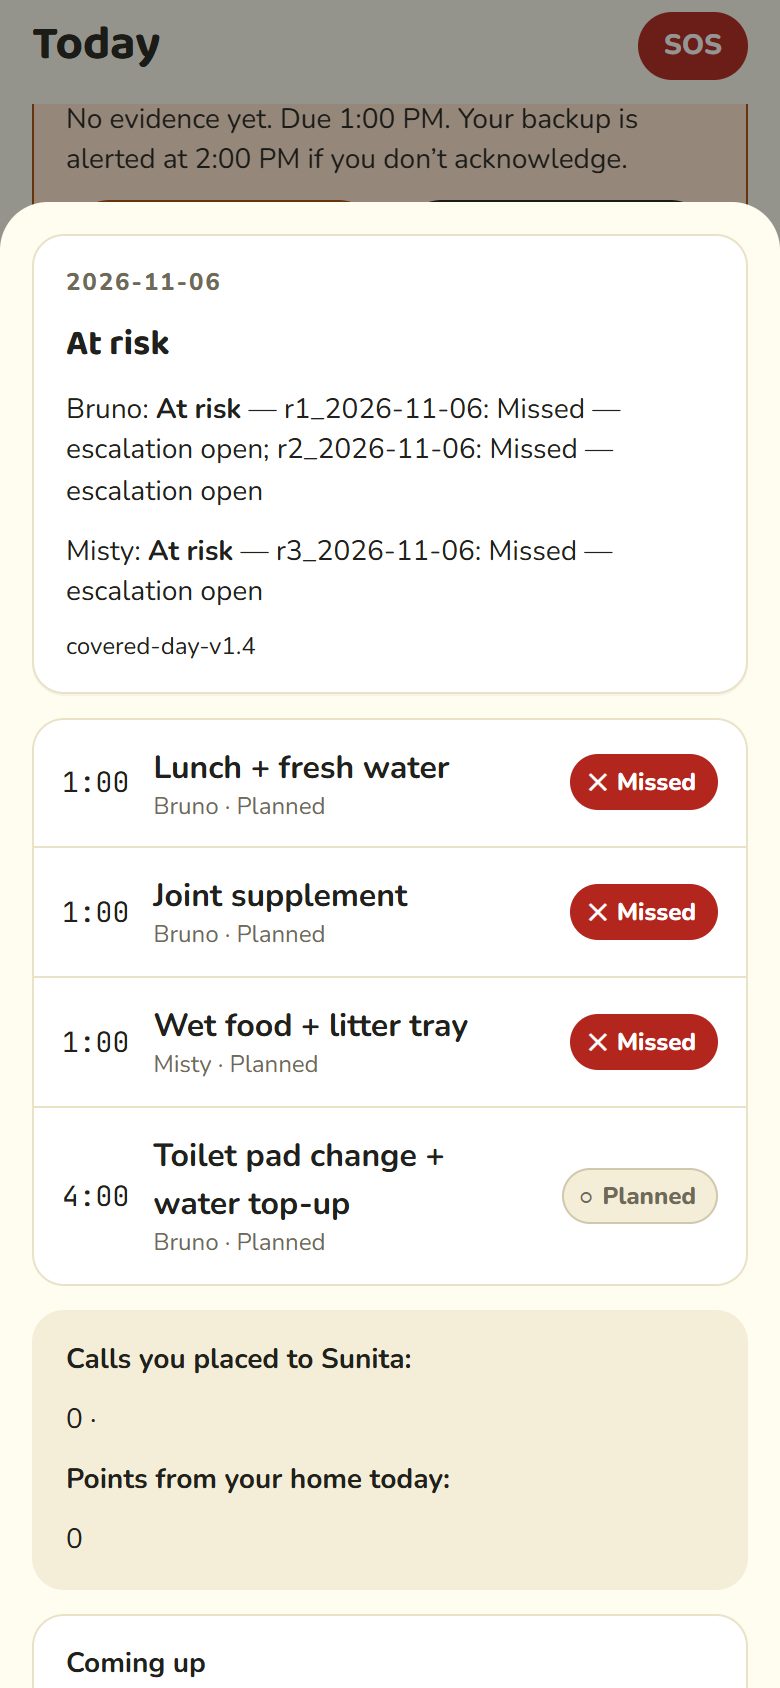 Today
SOS
No evidence yet. Due 1:00 PM. Your backup is
alerted at 2:00 PM if you don’t acknowledge.
2026-11-06
At risk
Bruno: At risk — r1_2026-11-06: Missed —
escalation open; r2_2026-11-06: Missed —
escalation open
Misty: At risk — r3_2026-11-06: Missed —
escalation open
covered-day-v1.4
1:00
Lunch + fresh water
Bruno · Planned
× Missed
1:00
Joint supplement
Bruno · Planned
× Missed
1:00
Wet food + litter tray
Misty · Planned
× Missed
4:00
Toilet pad change +
water top-up
Bruno · Planned
○ Planned
Calls you placed to Sunita:
0 ·
Points from your home today:
0
Coming up